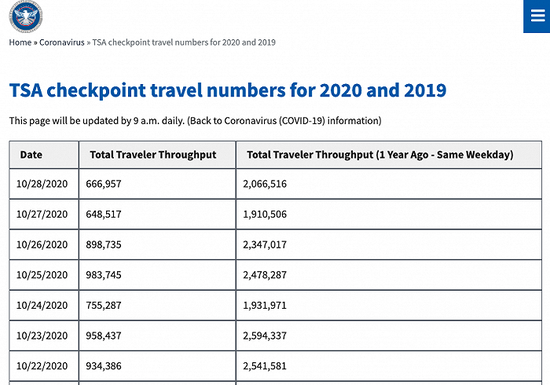 Home » Coronavirus » TSA checkpoint travel numbers for 2020 and 2019
TSA checkpoint travel numbers for 2020 and 2019
This page will be updated by 9 a.m. daily. (Back to Coronavirus (COVID-19) information)
Date Total Traveler Throughput Total Traveler Throughput (1 Year Ago - Same Weekday)
10/28/2020 666,957 2,066,516
10/27/2020 648,517 1,910,506
10/26/2020 898,735 2,347,017
10/25/2020 983,745 2,478,287
10/24/2020 755,287 1,931,971
10/23/2020 958,437 2,594,337
10/22/2020 934,386 2,541,581